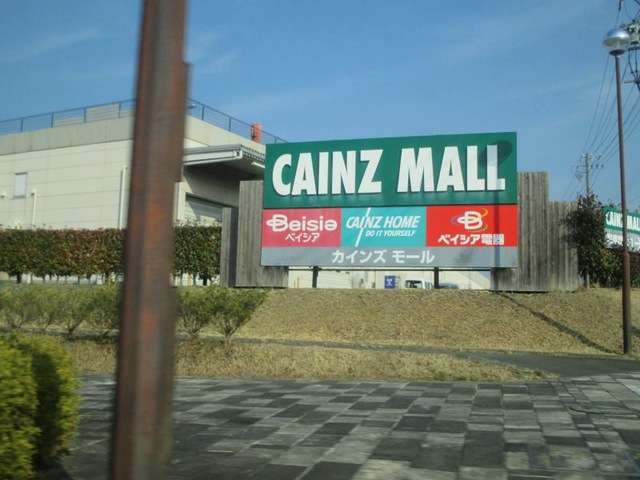 CAINZ MALL
Beisia
ベイシア
CAINZ HOME
DO IT YOURSELF
ベイシア電器
カインズ モール